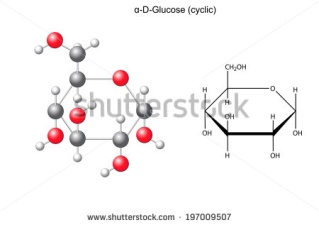 α-D-Glucose (cyclic)
CH₂OH
H
O
H
H
OH
H
OH
OH
H
OH
shutterstock
www.shutterstock.com · 197009507